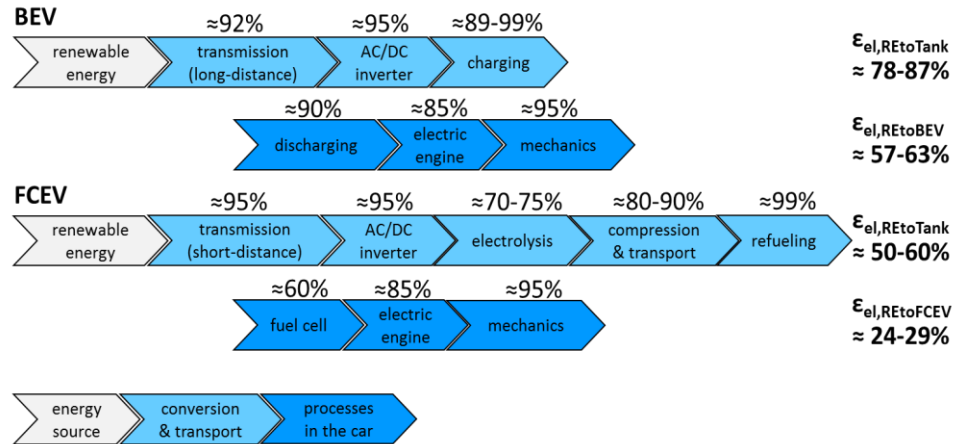 BEV
≈92% ≈95% ≈89-99%
renewable energy
transmission (long-distance)
AC/DC inverter
charging
εel,REtoTank
≈ 78-87%
≈90% ≈85% ≈95%
discharging
electric engine
mechanics
εel,REtoBEV
≈ 57-63%
FCEV
≈95% ≈95% ≈70-75% ≈80-90% ≈99%
renewable energy
transmission (short-distance)
AC/DC inverter
electrolysis
compression & transport
refueling
εel,REtoTank
≈ 50-60%
≈60% ≈85% ≈95%
fuel cell
electric engine
mechanics
εel,REtoFCEV
≈ 24-29%
energy source
conversion & transport
processes in the car